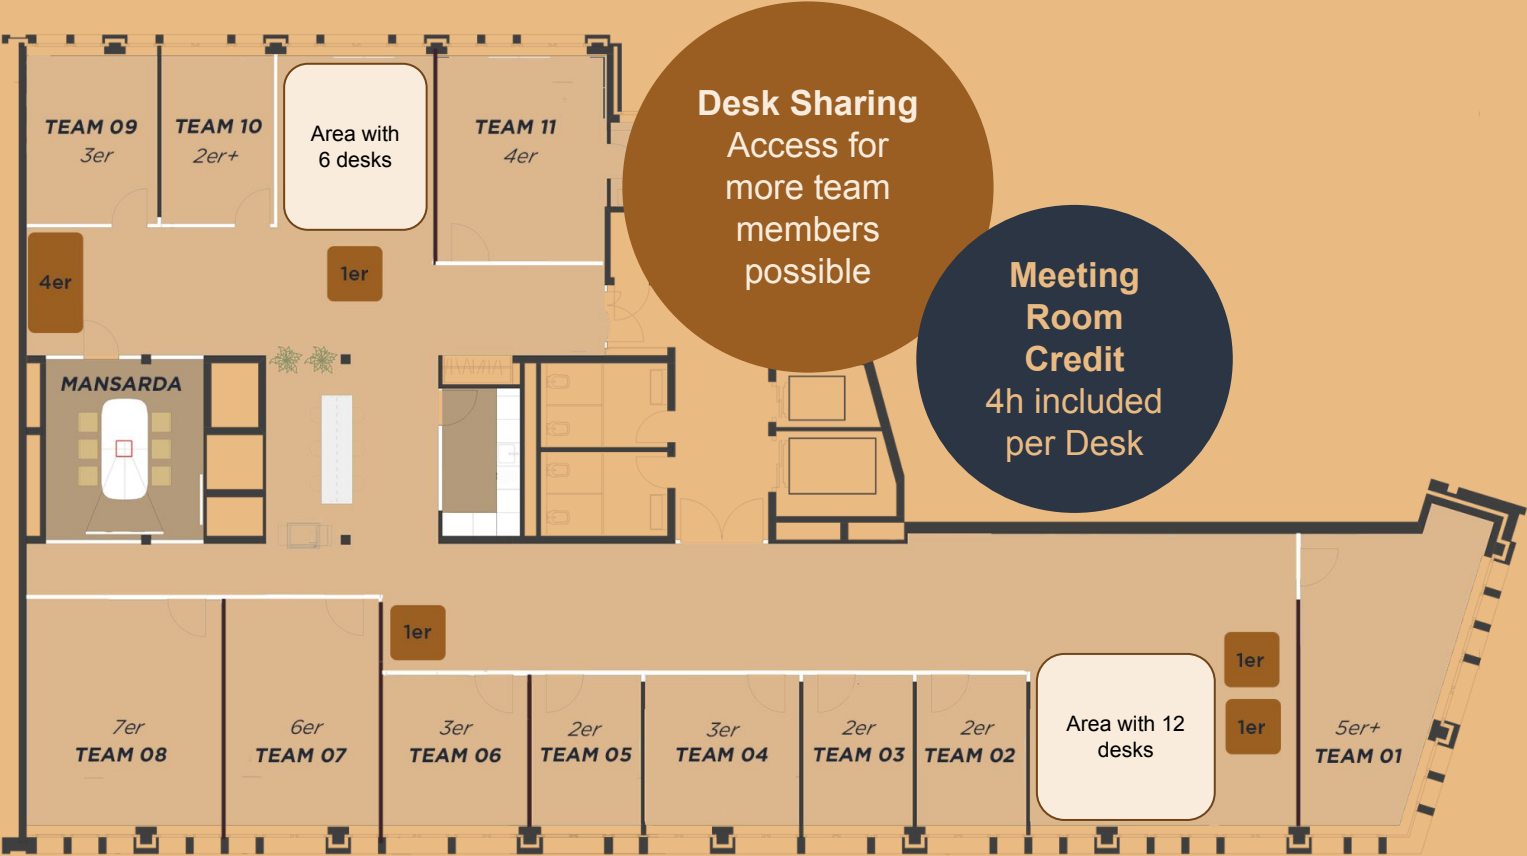 Desk Sharing
Access for
more team
members
possible
Meeting
Room
Credit
4h included
per Desk
TEAM 09
3er
TEAM 10
2er+
Area with
6 desks
TEAM 11
4er
4er
1er
MANSARDA
1er
1er
1er
7er
TEAM 08
6er
TEAM 07
3er
TEAM 06
2er
TEAM 05
3er
TEAM 04
2er
TEAM 03
2er
TEAM 02
Area with 12
desks
5er+
TEAM 01